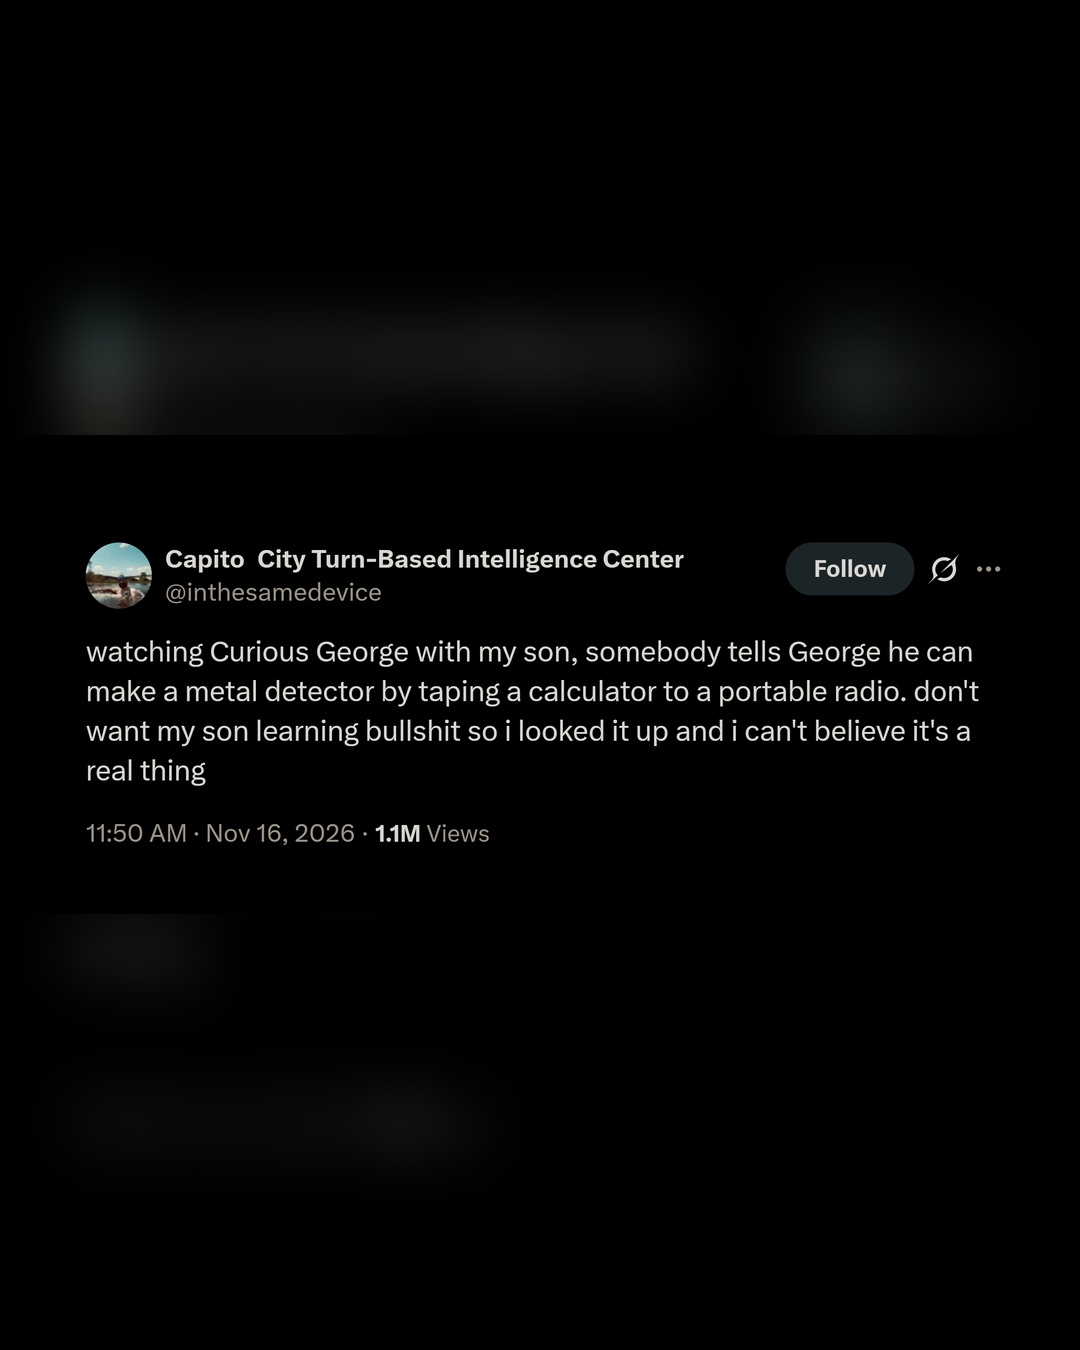 Capito  City Turn-Based Intelligence Center
Follow
@inthesamedevice
watching Curious George with my son, somebody tells George he can
make a metal detector by taping a calculator to a portable radio. don't
want my son learning bullshit so i looked it up and i can't believe it's a
real thing
11:50 AM · Nov 16, 2026 · 1.1M Views